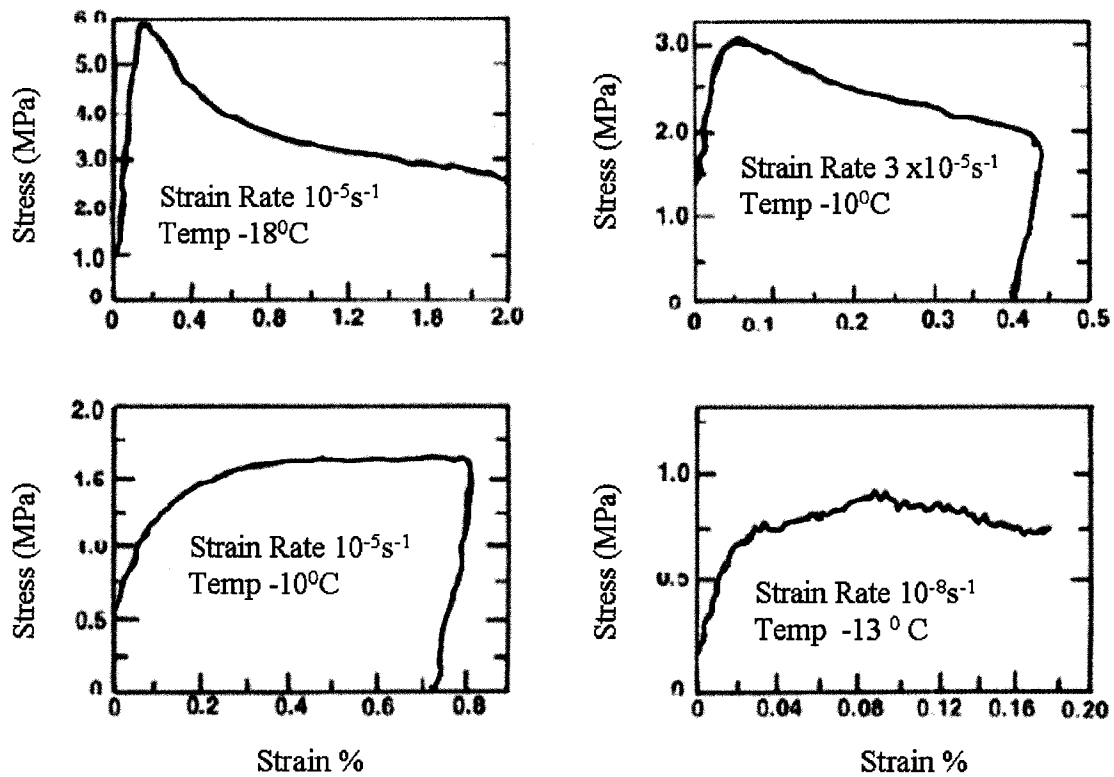 6.0
5.0
4.0
3.0
2.0
1.0
0
Stress (MPa)
Strain Rate 10⁻⁵s⁻¹
Temp -18⁰C
0 0.4 0.8 1.2 1.6 2.0
3.0
2.0
1.0
0
Stress (MPa)
Strain Rate 3 x10⁻⁵s⁻¹
Temp -10⁰C
0 0.1 0.2 0.3 0.4 0.5
2.0
1.5
1.0
0.5
0
Stress (MPa)
Strain Rate 10⁻⁵s⁻¹
Temp -10⁰C
0 0.2 0.4 0.6 0.8
Strain %
1.0
0.5
0
Stress (MPa)
Strain Rate 10⁻⁸s⁻¹
Temp -13 ⁰ C
0 0.04 0.08 0.12 0.16 0.20
Strain %